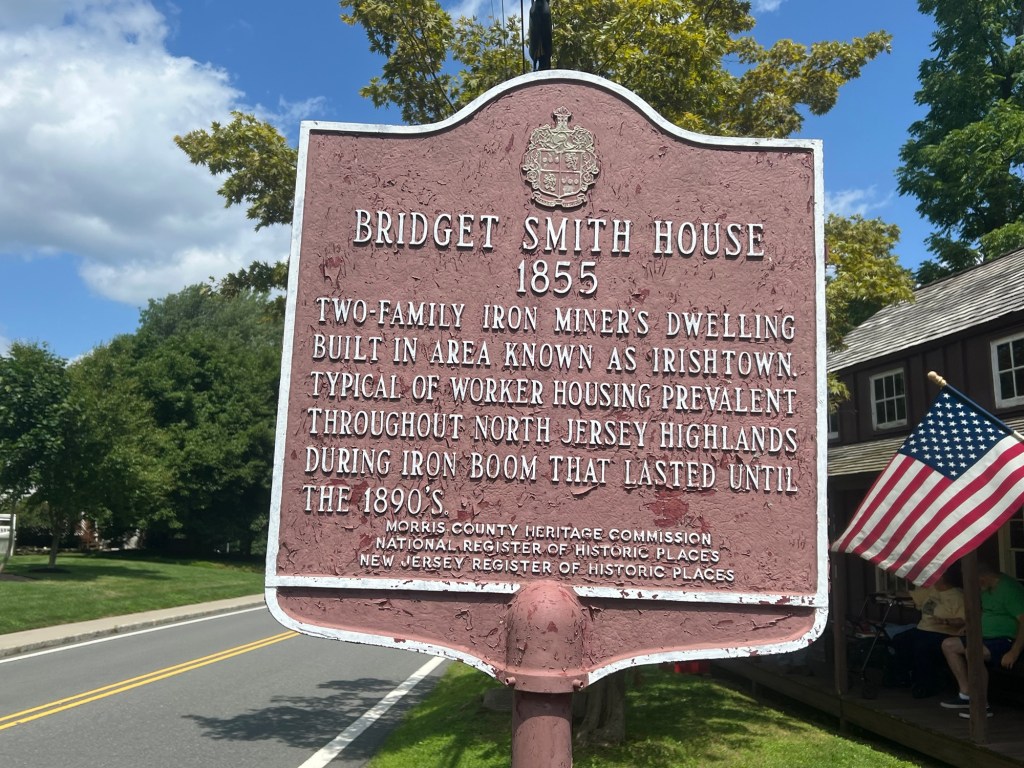 BRIDGET SMITH HOUSE
1855
TWO-FAMILY IRON MINER'S DWELLING
BUILT IN AREA KNOWN AS IRISHTOWN.
TYPICAL OF WORKER HOUSING PREVALENT
THROUGHOUT NORTH JERSEY HIGHLANDS
DURING IRON BOOM THAT LASTED UNTIL
THE 1890'S.
MORRIS COUNTY HERITAGE COMMISSION
NATIONAL REGISTER OF HISTORIC PLACES
NEW JERSEY REGISTER OF HISTORIC PLACES